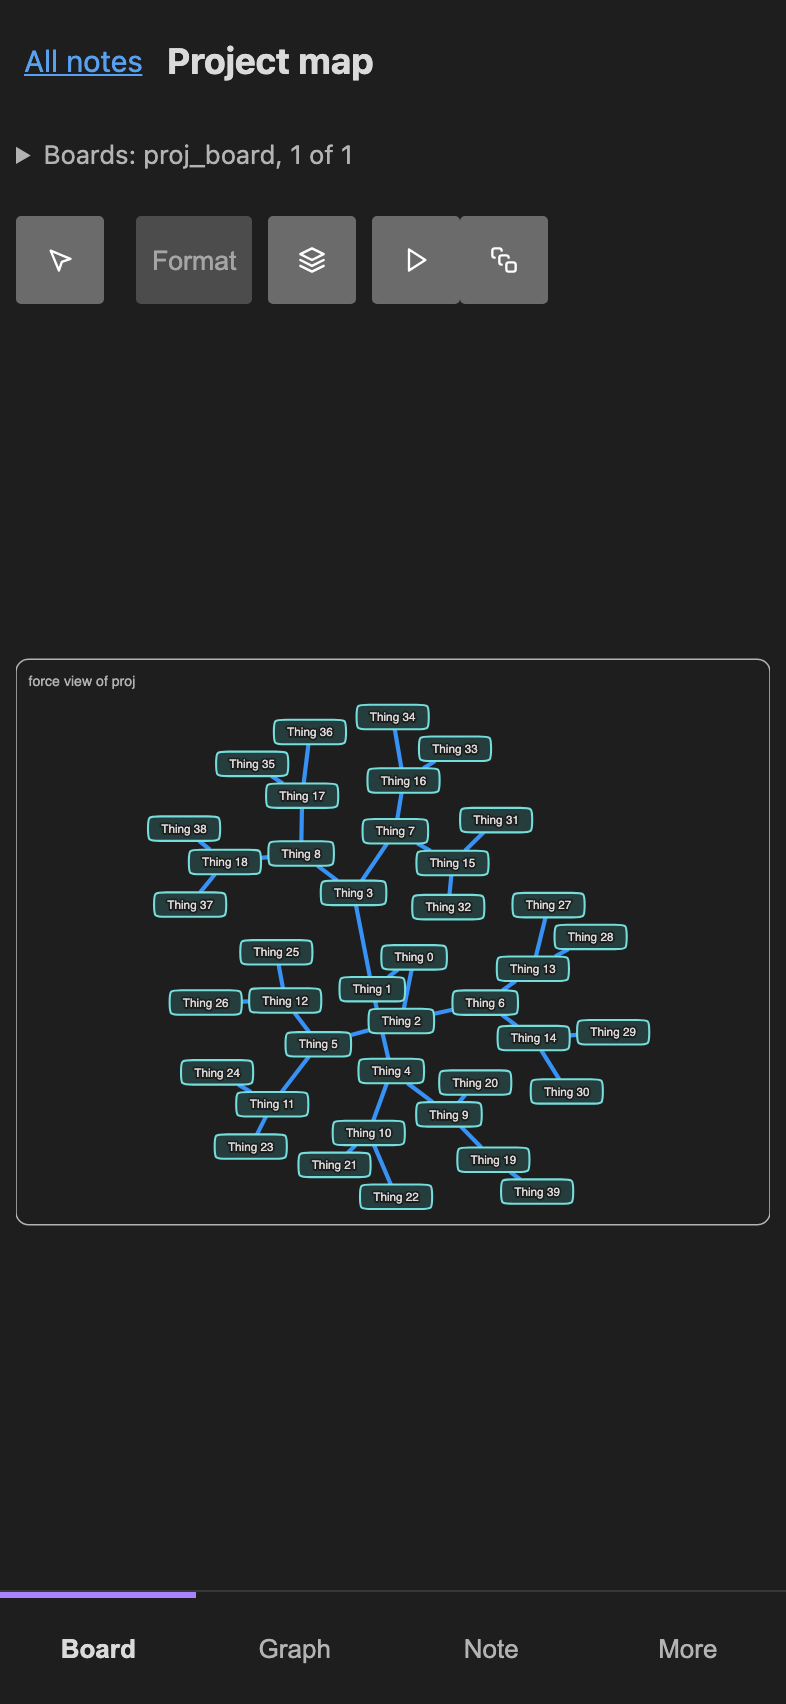 All notes Project map
Boards: proj_board, 1 of 1
Format
force view of proj
Thing 34
Thing 36
Thing 33
Thing 35
Thing 16
Thing 17
Thing 31
Thing 38
Thing 7
Thing 8
Thing 18
Thing 15
Thing 3
Thing 37
Thing 32
Thing 27
Thing 28
Thing 25
Thing 0
Thing 13
Thing 1
Thing 26
Thing 12
Thing 6
Thing 2
Thing 29
Thing 14
Thing 5
Thing 4
Thing 24
Thing 20
Thing 30
Thing 11
Thing 9
Thing 10
Thing 23
Thing 19
Thing 21
Thing 39
Thing 22
Board Graph Note More